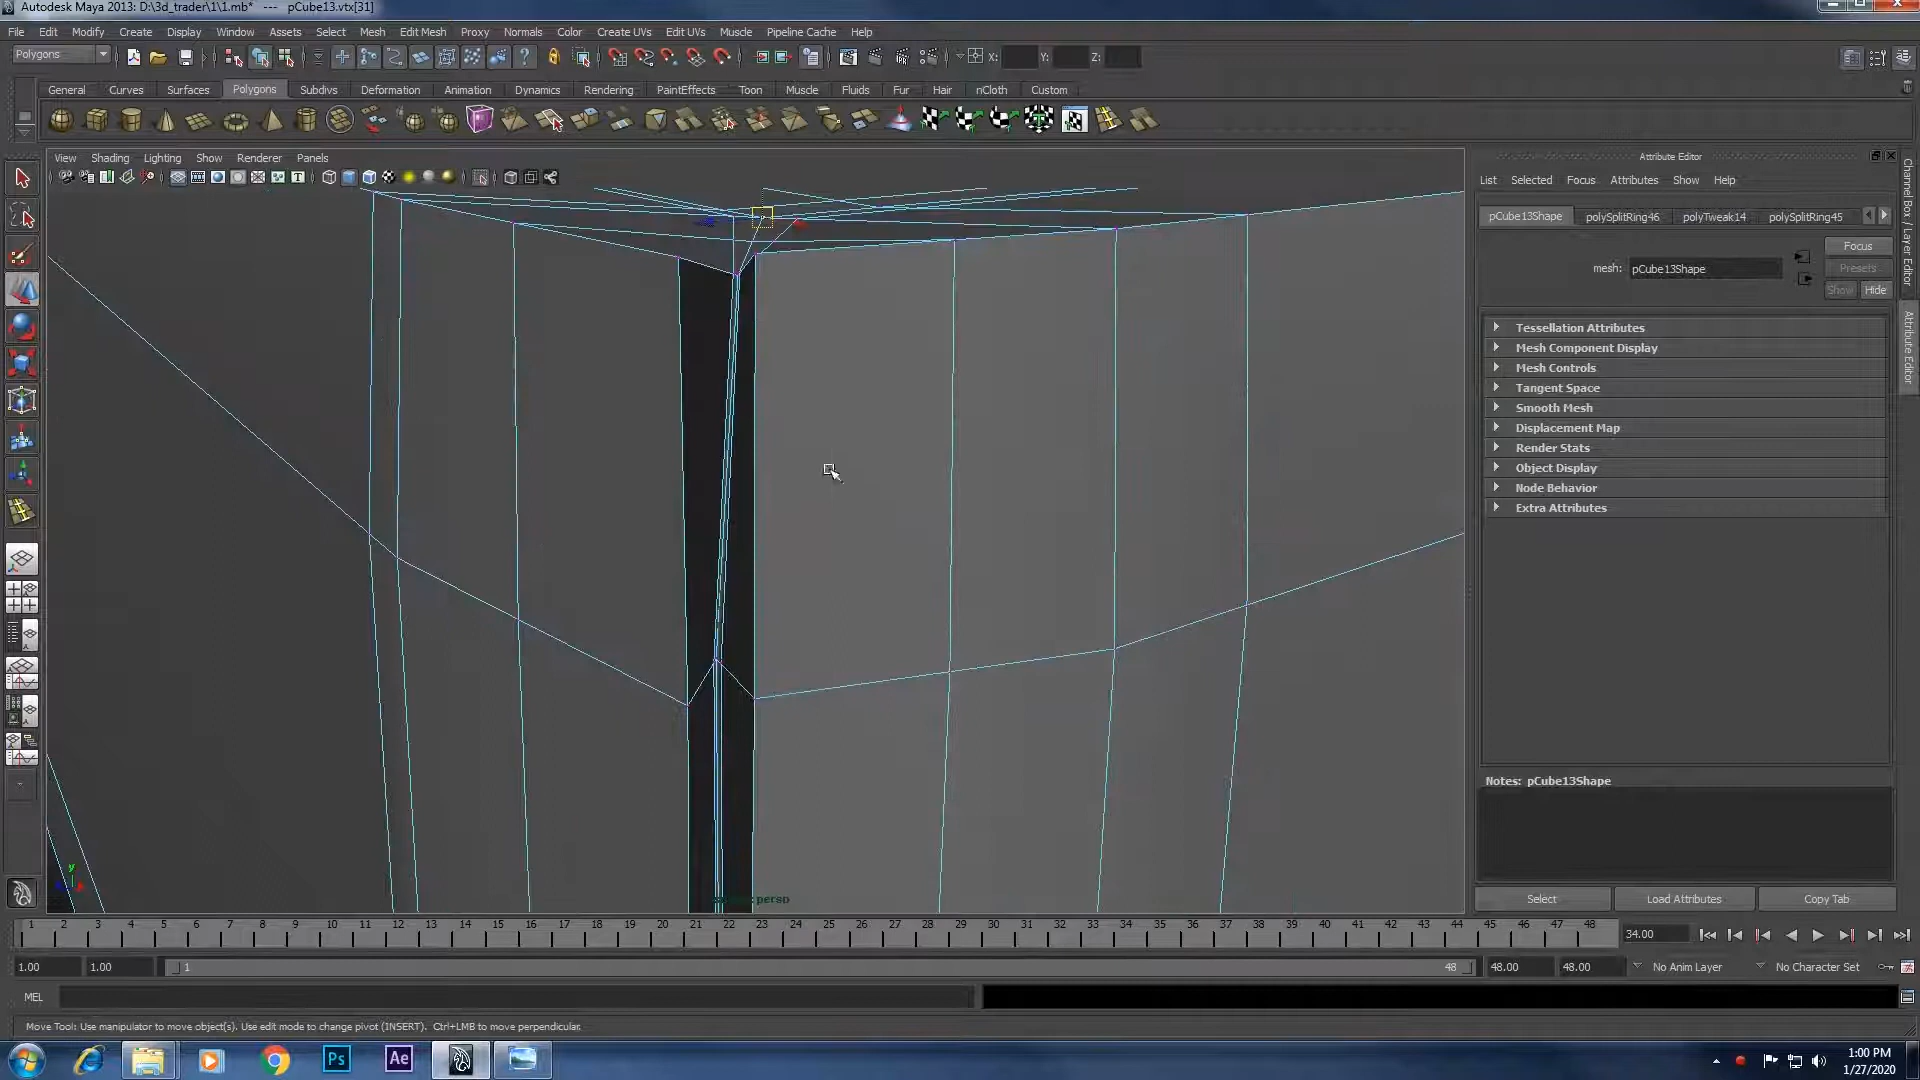 Autodesk Maya 2013: D:\3d_trader\1\1.mb* --- pCube13.vtx[31]
File Edit Modify Create Display Window Assets Select Mesh Edit Mesh Proxy Normals Color Create UVs Edit UVs Muscle Pipeline Cache Help
Polygons X: Y: Z:
General Curves Surfaces Polygons Subdivs Deformation Animation Dynamics Rendering PaintEffects Toon Muscle Fluids Fur Hair nCloth Custom
View Shading Lighting Show Renderer Panels
Attribute Editor
List Selected Focus Attributes Show Help
pCube13Shape polySplitRing46 polyTweak14 polySplitRing45
Focus
mesh: pCube13Shape
Presets
Show Hide
Tessellation Attributes
Mesh Component Display
Mesh Controls
Tangent Space
Smooth Mesh
Displacement Map
Render Stats
Object Display
Node Behavior
Extra Attributes
Channel Box / Layer Editor
Attribute Editor
Notes: pCube13Shape
y
persp
Select Load Attributes Copy Tab
1 2 3 4 5 6 7 8 9 10 11 12 13 14 15 16 17 18 19 20 21 22 23 24 25 26 27 28 29 30 31 32 33 34 35 36 37 38 39 40 41 42 43 44 45 46 47 48
34.00
1.00 1.00 1 48 48.00 48.00 No Anim Layer No Character Set
MEL
Move Tool: Use manipulator to move object(s). Use edit mode to change pivot (INSERT). Ctrl+LMB to move perpendicular.
Ps Ae
1:00 PM
1/27/2020